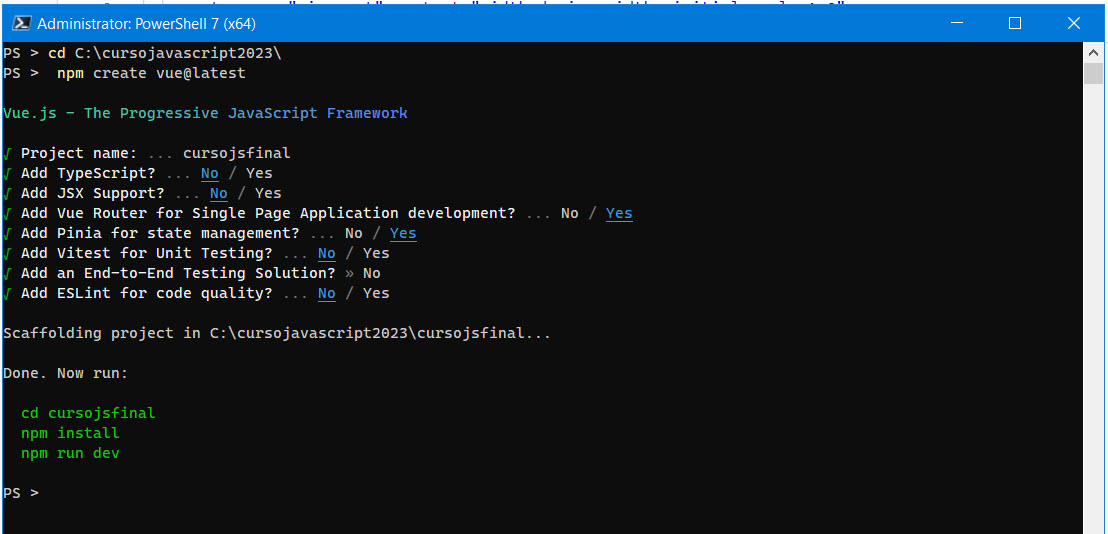 Administrator: PowerShell 7 (x64)
PS > cd C:\cursojavascript2023\
PS >  npm create vue@latest
Vue.js - The Progressive JavaScript Framework
√ Project name: ... cursojsfinal
√ Add TypeScript? ... No / Yes
√ Add JSX Support? ... No / Yes
√ Add Vue Router for Single Page Application development? ... No / Yes
√ Add Pinia for state management? ... No / Yes
√ Add Vitest for Unit Testing? ... No / Yes
√ Add an End-to-End Testing Solution? » No
√ Add ESLint for code quality? ... No / Yes
Scaffolding project in C:\cursojavascript2023\cursojsfinal...
Done. Now run:
cd cursojsfinal
npm install
npm run dev
PS >